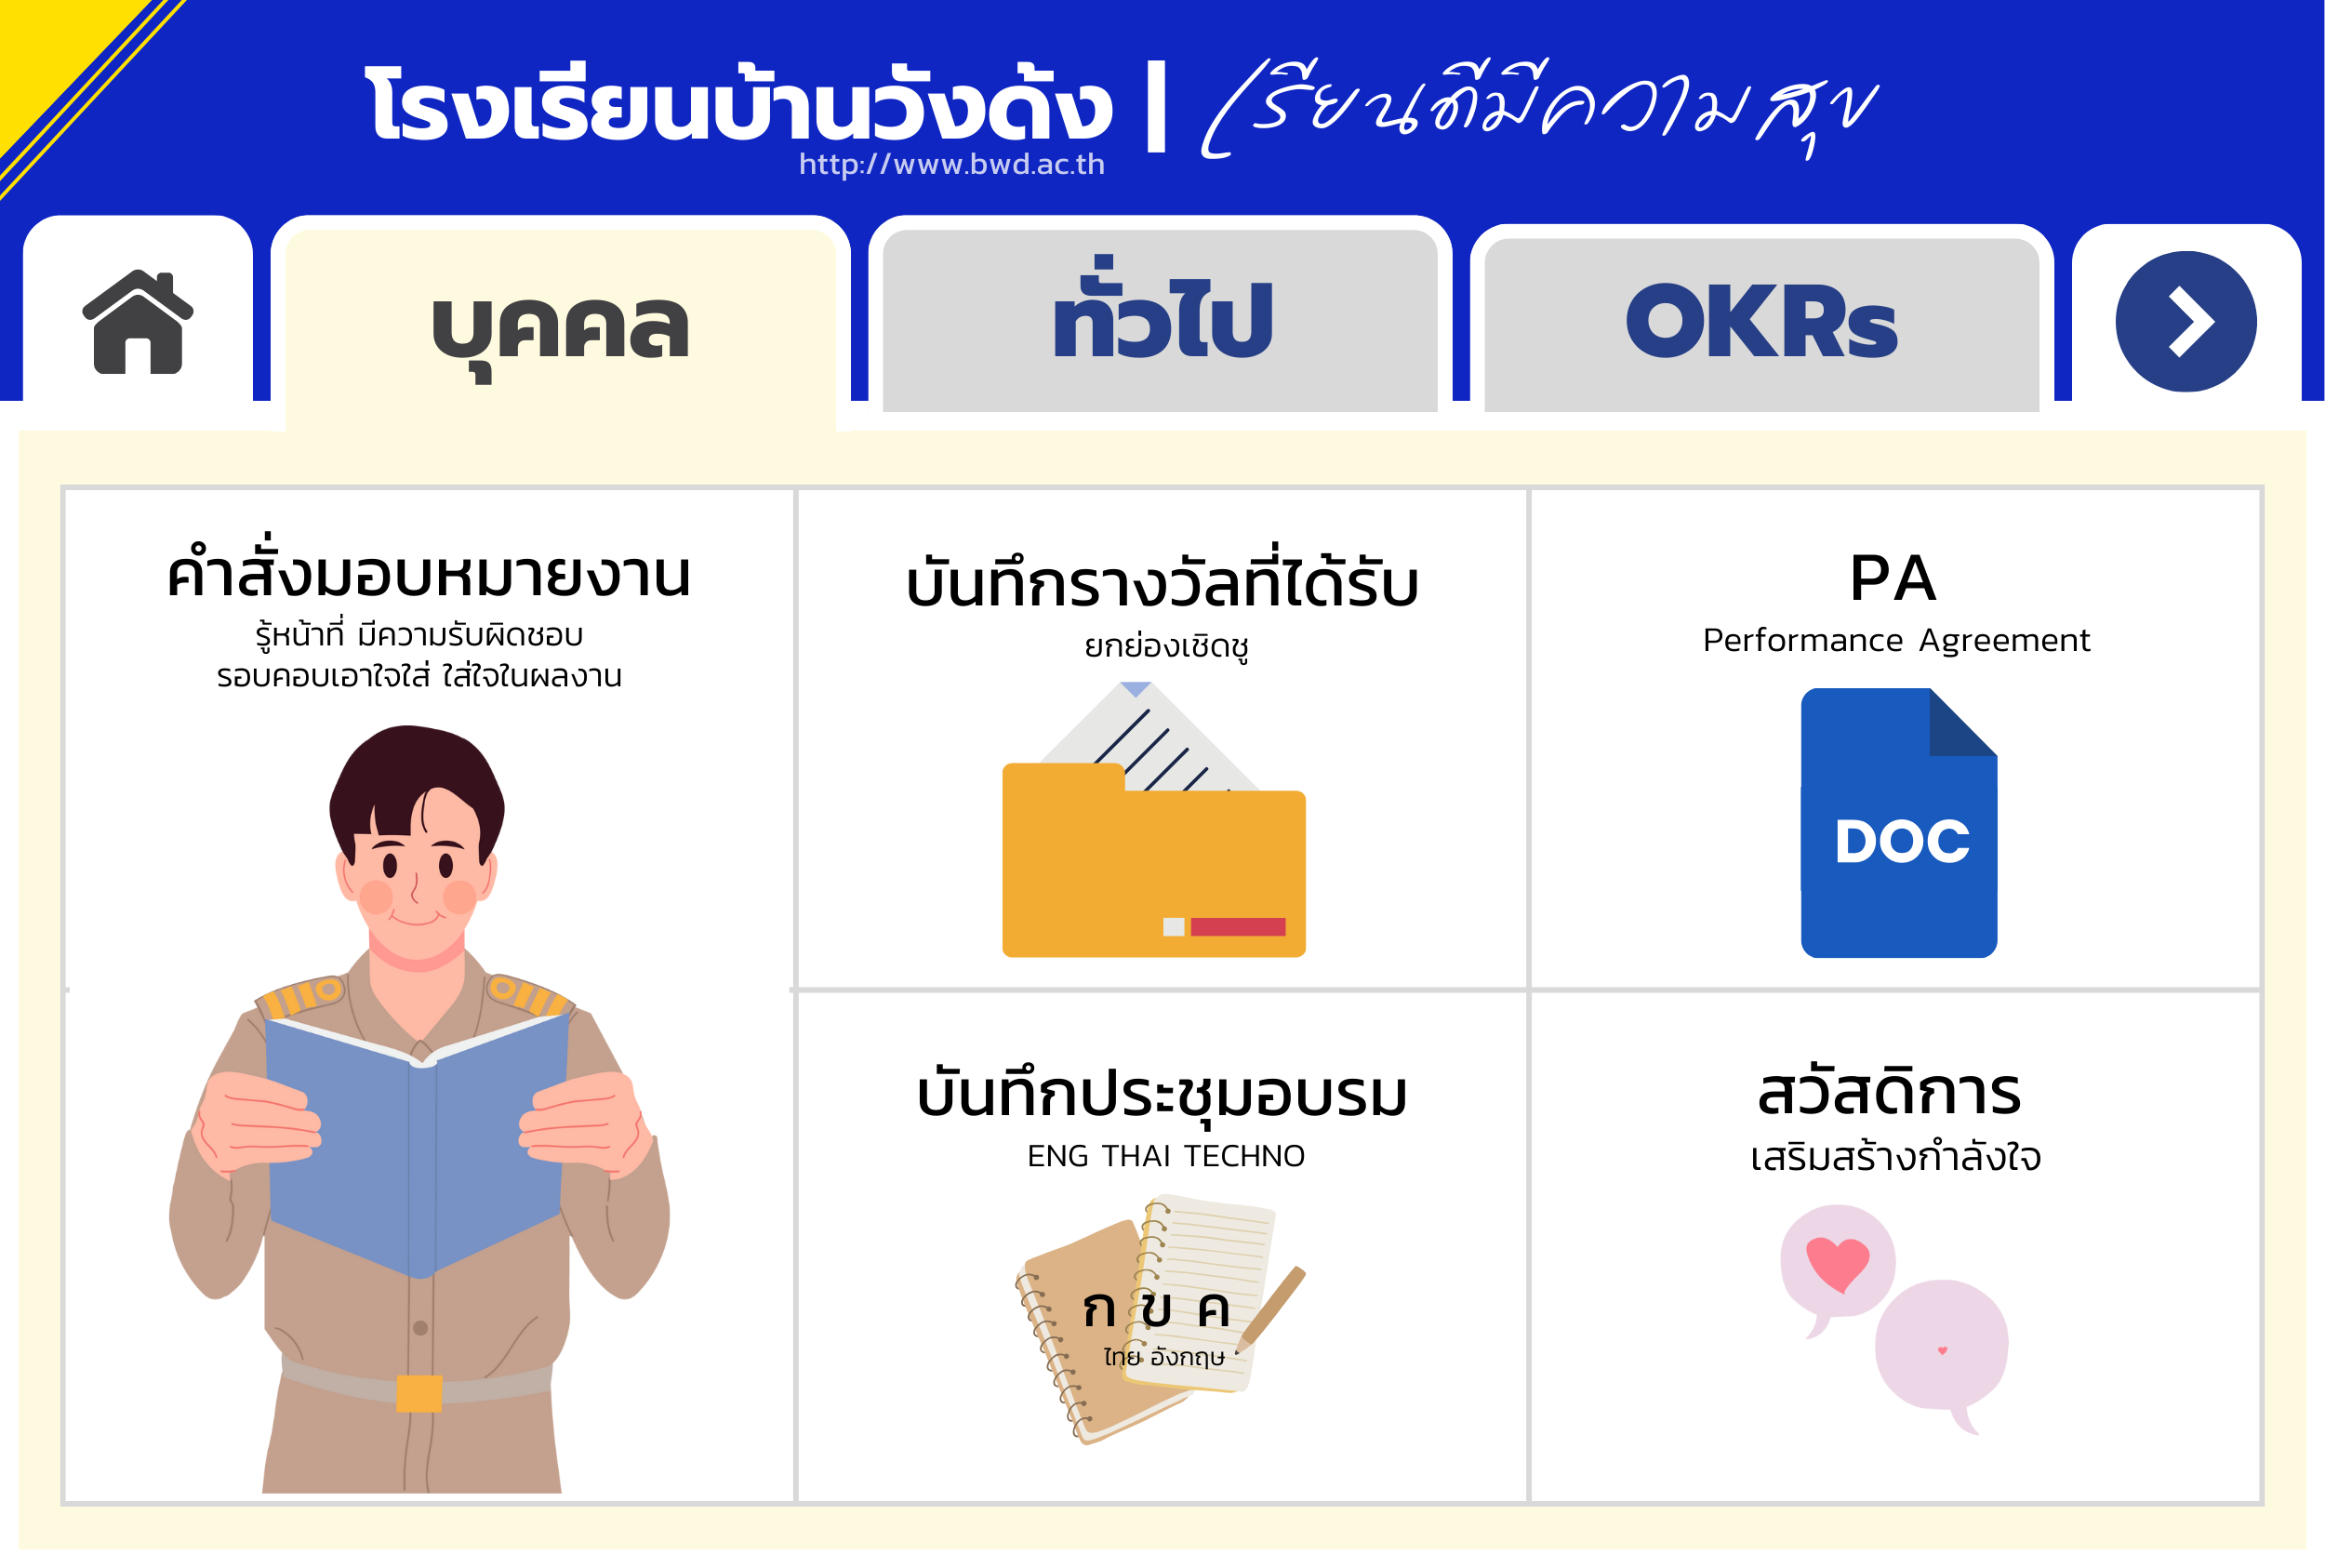 โรงเรียนบ้านวังด้ง | เรียนดีมีความสุข
http://www.bwd.ac.th
บุคคล
ทั่วไป
OKRs
คำสั่งมอบหมายงาน
รู้หน้าที่ มีความรับผิดชอบ
รอบคอบเอาใจใส่ ใส่ใจในผลงาน
บันทึกรางวัลที่ได้รับ
ยกย่องเชิดชู
PA
Performance Agreement
DOC
บันทึกประชุมอบรม
ENG THAI TECHNO
ก ข ค
ไทย อังกฤษ
สวัสดิการ
เสริมสร้างกำลังใจ